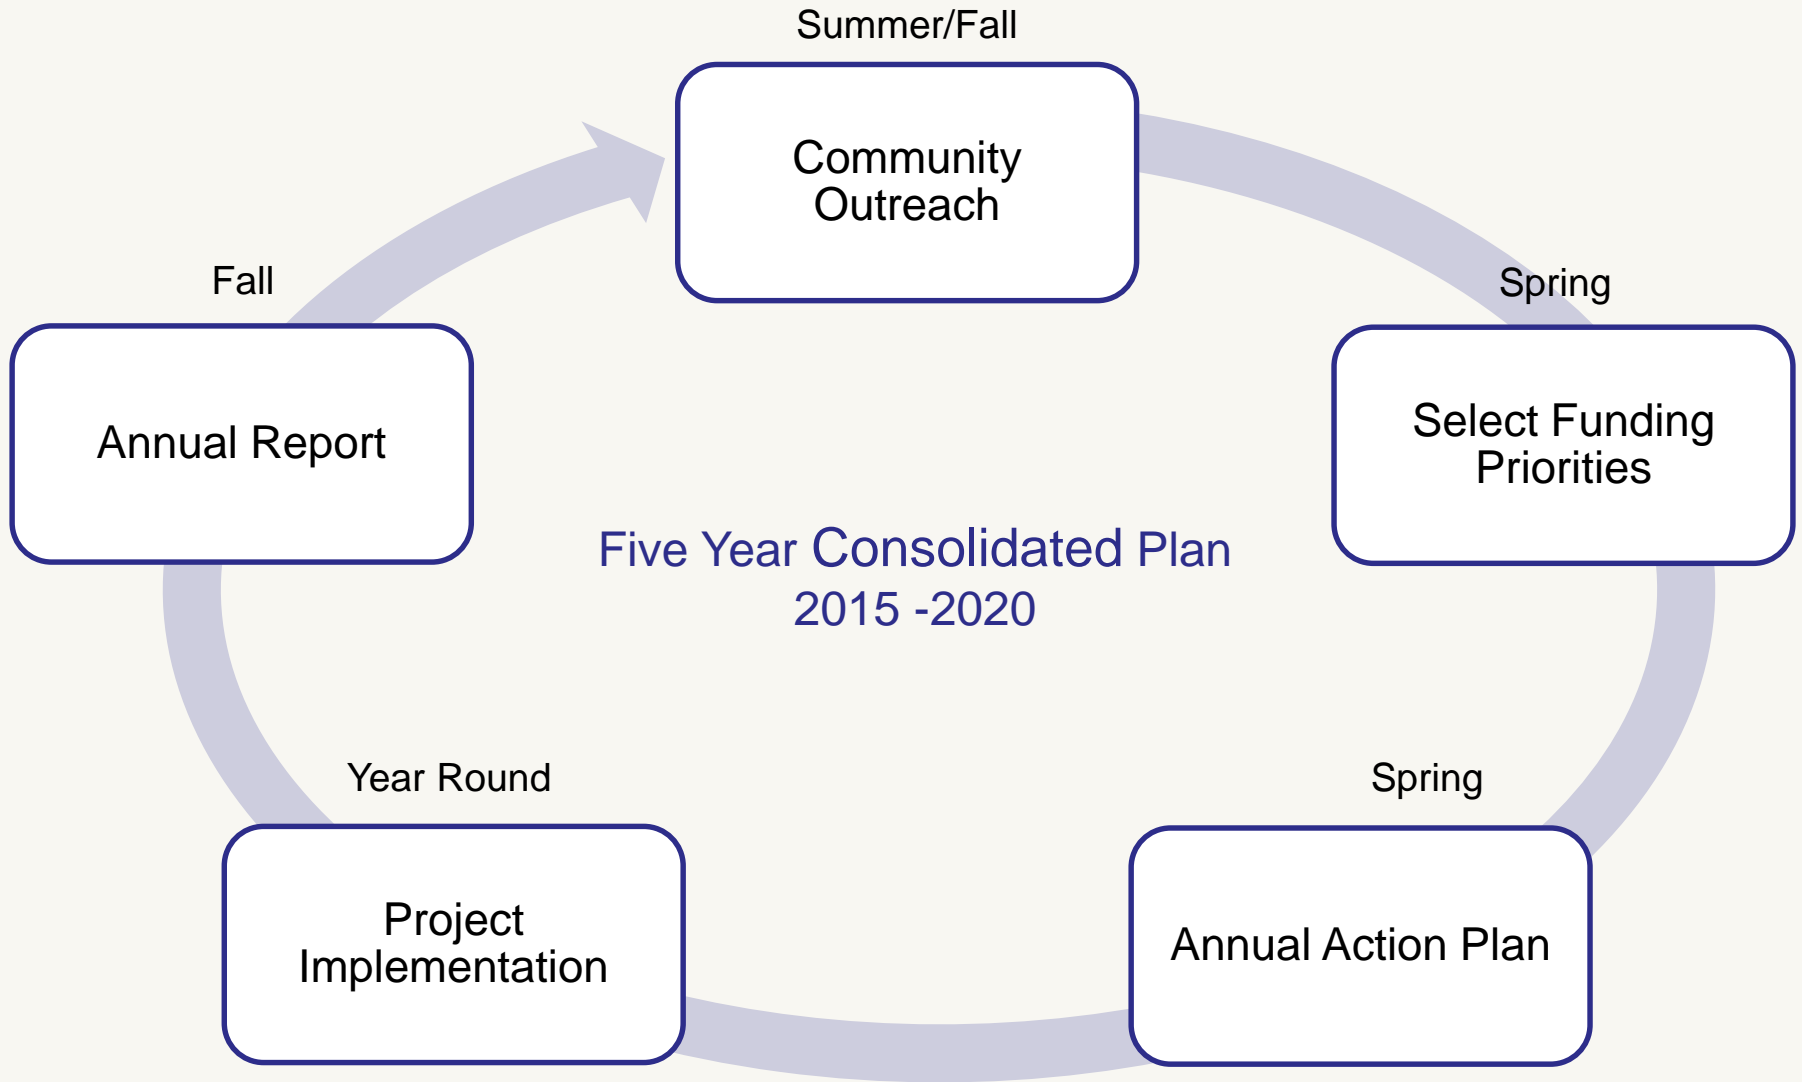 Summer/Fall
Community
Outreach
Spring
Select Funding
Priorities
Spring
Annual Action Plan
Year Round
Project
Implementation
Fall
Annual Report
Five Year Consolidated Plan
2015 -2020